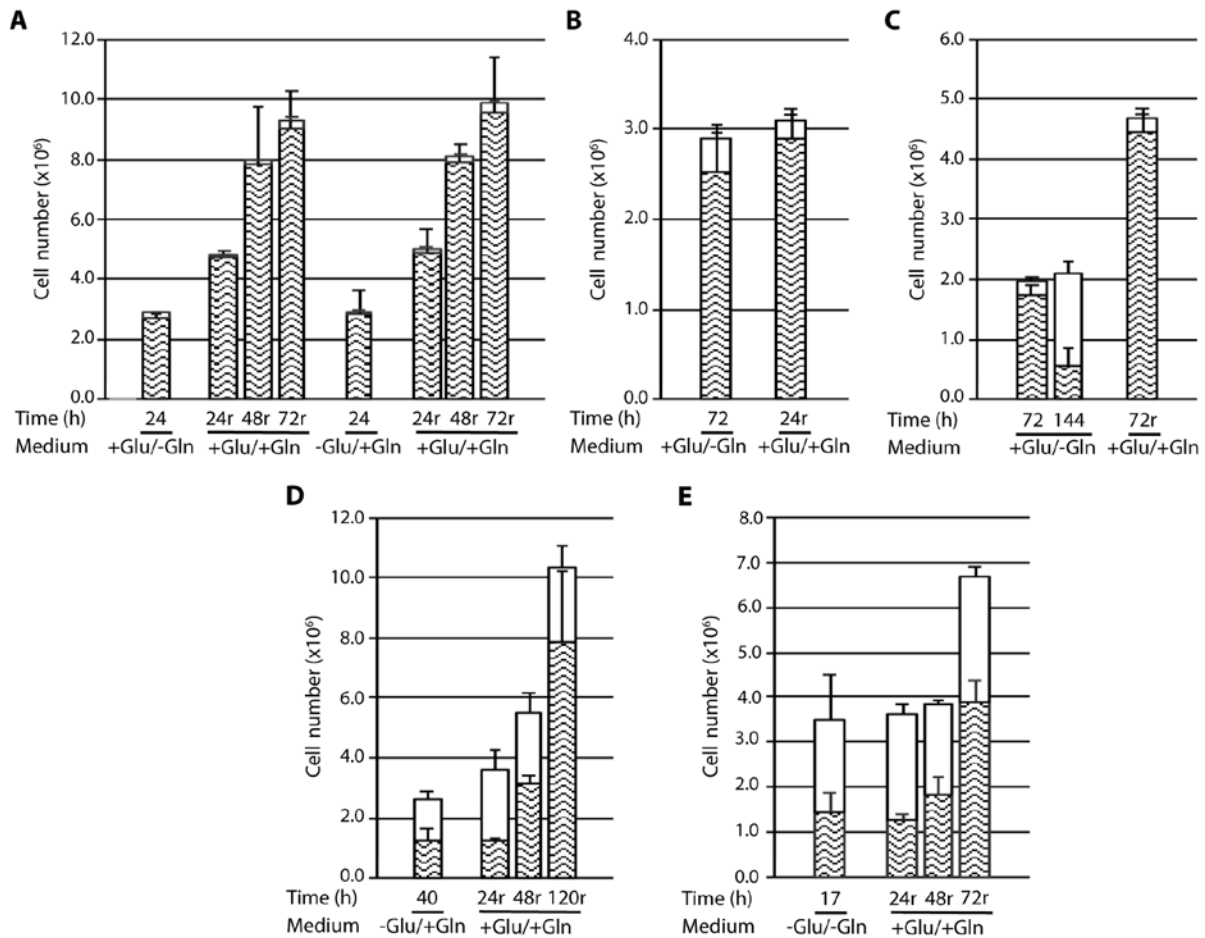 A
12.0
10.0
8.0
6.0
4.0
2.0
0.0
Cell number (x10⁶)
Time (h) 24 24r 48r 72r 24 24r 48r 72r
Medium +Glu/-Gln +Glu/+Gln -Glu/+Gln +Glu/+Gln
B
4.0
3.0
2.0
1.0
0.0
Cell number (x10⁶)
Time (h) 72 24r
Medium +Glu/-Gln +Glu/+Gln
C
6.0
5.0
4.0
3.0
2.0
1.0
0.0
Cell number (x10⁶)
Time (h) 72 144 72r
Medium +Glu/-Gln +Glu/+Gln
D
12.0
10.0
8.0
6.0
4.0
2.0
0.0
Cell number (x10⁶)
Time (h) 40 24r 48r 120r
Medium -Glu/+Gln +Glu/+Gln
E
8.0
7.0
6.0
5.0
4.0
3.0
2.0
1.0
0.0
Cell number (x10⁶)
Time (h) 17 24r 48r 72r
Medium -Glu/-Gln +Glu/+Gln